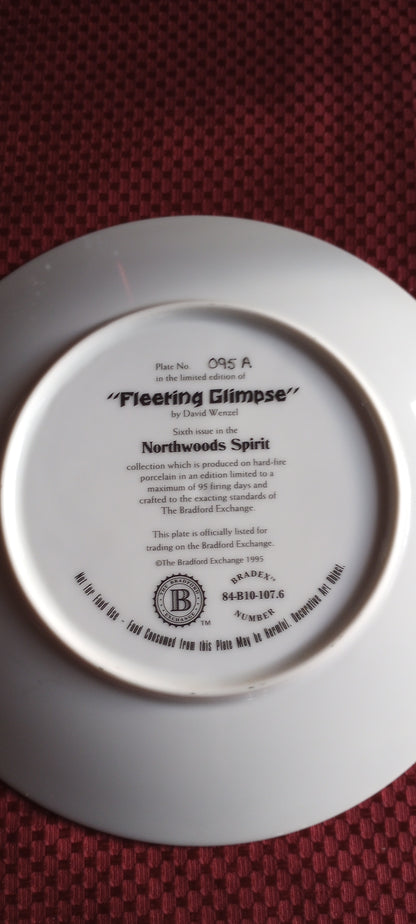 Plate No. 095 A
in the limited edition of
"Fleeting Glimpse"
by David Wenzel
Sixth issue in the
Northwoods Spirit
collection which is produced on hard-fire
porcelain in an edition limited to a
maximum of 95 firing days and
crafted to the exacting standards of
The Bradford Exchange.
This plate is officially listed for
trading on the Bradford Exchange.
©The Bradford Exchange 1995
THE BRADFORD EXCHANGE
B
TM
BRADEX™
84-B10-107.6
NUMBER
Not for Food Use - Food Consumed from this Plate May be Harmful. Decorative Art Object.